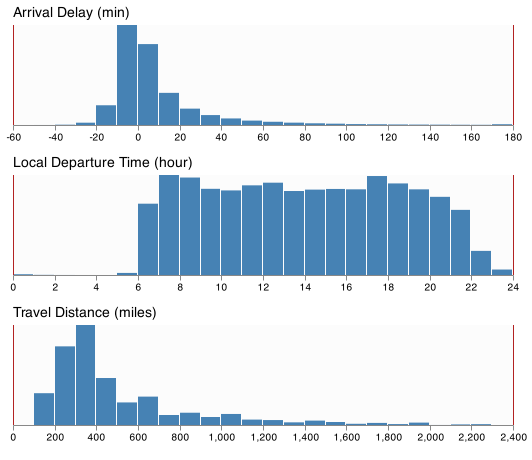 Arrival Delay (min)
-60 -40 -20 0 20 40 60 80 100 120 140 160 180
Local Departure Time (hour)
0 2 4 6 8 10 12 14 16 18 20 22 24
Travel Distance (miles)
0 200 400 600 800 1,000 1,200 1,400 1,600 1,800 2,000 2,200 2,400